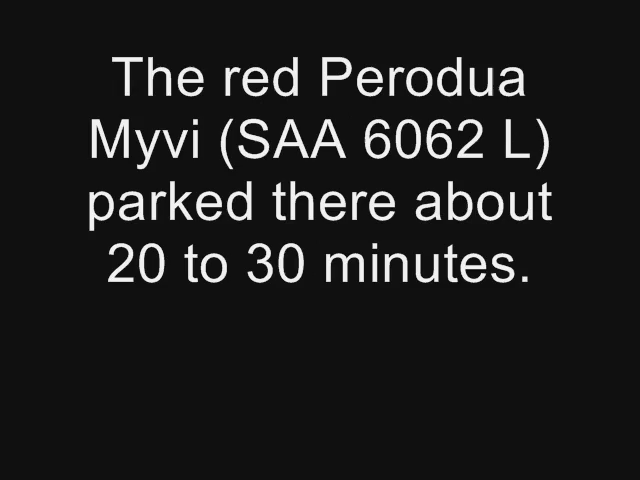 The red Perodua
Myvi (SAA 6062 L)
parked there about
20 to 30 minutes.